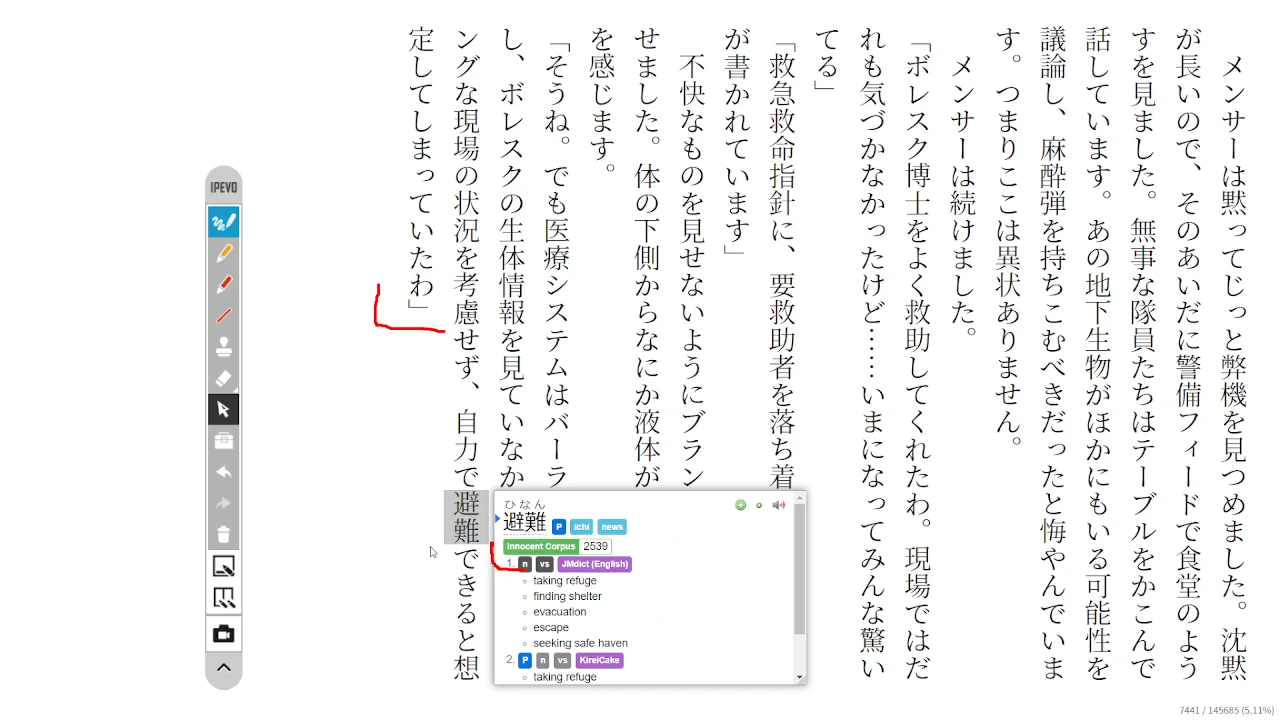 メンサーは黙ってじっと弊機を見つめました。沈黙
が長いので、そのあいだに警備フィードで食堂のよう
すを見ました。無事な隊員たちはテーブルをかこんで
話しています。あの地下生物がほかにもいる可能性を
議論し、麻酔弾を持ちこむべきだったと悔やんでいま
す。つまりここは異状ありません。
メンサーは続けました。
「ボレスク博士をよく救助してくれたわ。現場ではだ
れも気づかなかったけど……いまになってみんな驚い
てる」
「救急救命指針に、要救助者を落ち着
が書かれています」
不快なものを見せないようにブラン
せました。体の下側からなにか液体が
を感じます。
「そうね。でも医療システムはバーラ
し、ボレスクの生体情報を見ていなか
ングな現場の状況を考慮せず、自力で避難できると想
定してしまっていたわ」
IPEVO
ひなん
避難 P ichi news
Innocent Corpus 2539
1. n vs JMdict (English)
taking refuge
finding shelter
evacuation
escape
seeking safe haven
2. P n vs KireiCake
taking refuge
7441 / 145685 (5.11%)